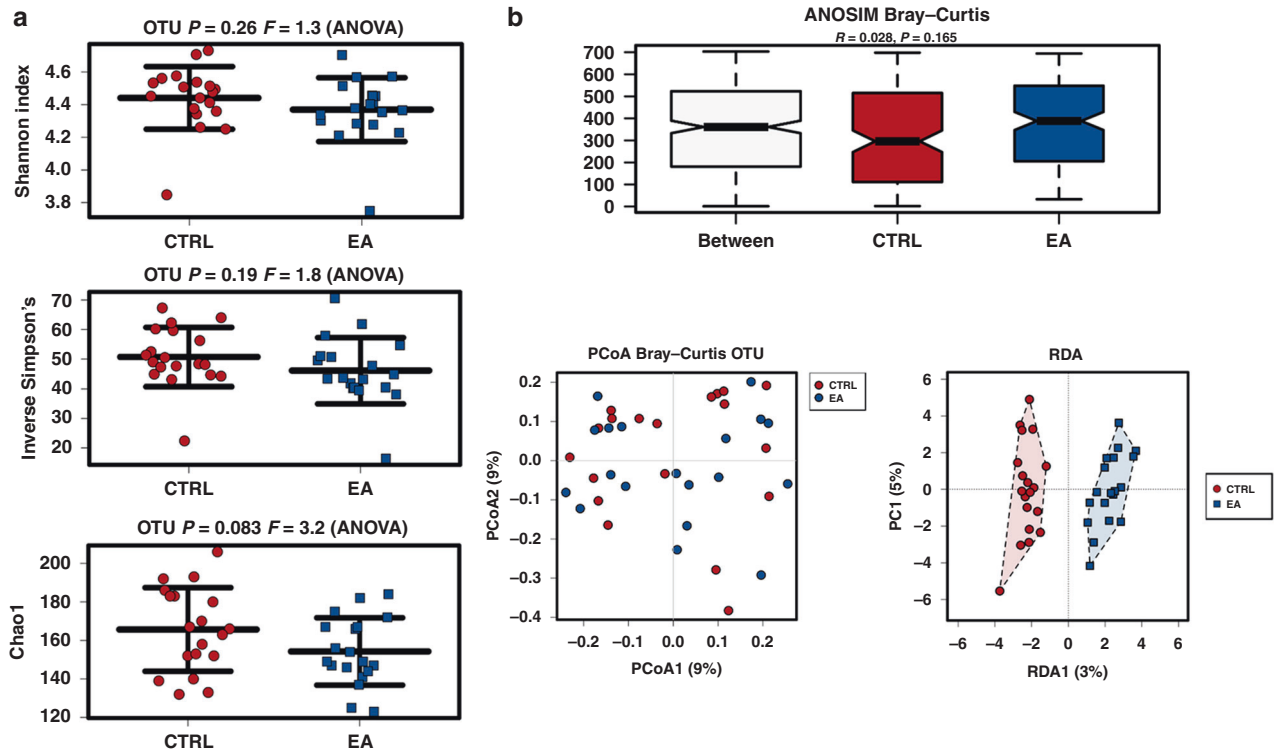 a
OTU P = 0.26 F = 1.3 (ANOVA)
Shannon index
4.6
4.4
4.2
4.0
3.8
CTRL EA
OTU P = 0.19 F = 1.8 (ANOVA)
Inverse Simpson's
70
60
50
40
30
20
CTRL EA
OTU P = 0.083 F = 3.2 (ANOVA)
Chao1
200
180
160
140
120
CTRL EA
b
ANOSIM Bray–Curtis
R = 0.028, P = 0.165
700
600
500
400
300
200
100
0
Between CTRL EA
PCoA Bray–Curtis OTU
CTRL
EA
PCoA2 (9%)
0.2
0.1
0.0
−0.1
−0.2
−0.3
−0.4
−0.2 −0.1 0.0 0.1 0.2
PCoA1 (9%)
RDA
CTRL
EA
PC1 (5%)
6
4
2
0
−2
−4
−6
−6 −4 −2 0 2 4 6
RDA1 (3%)